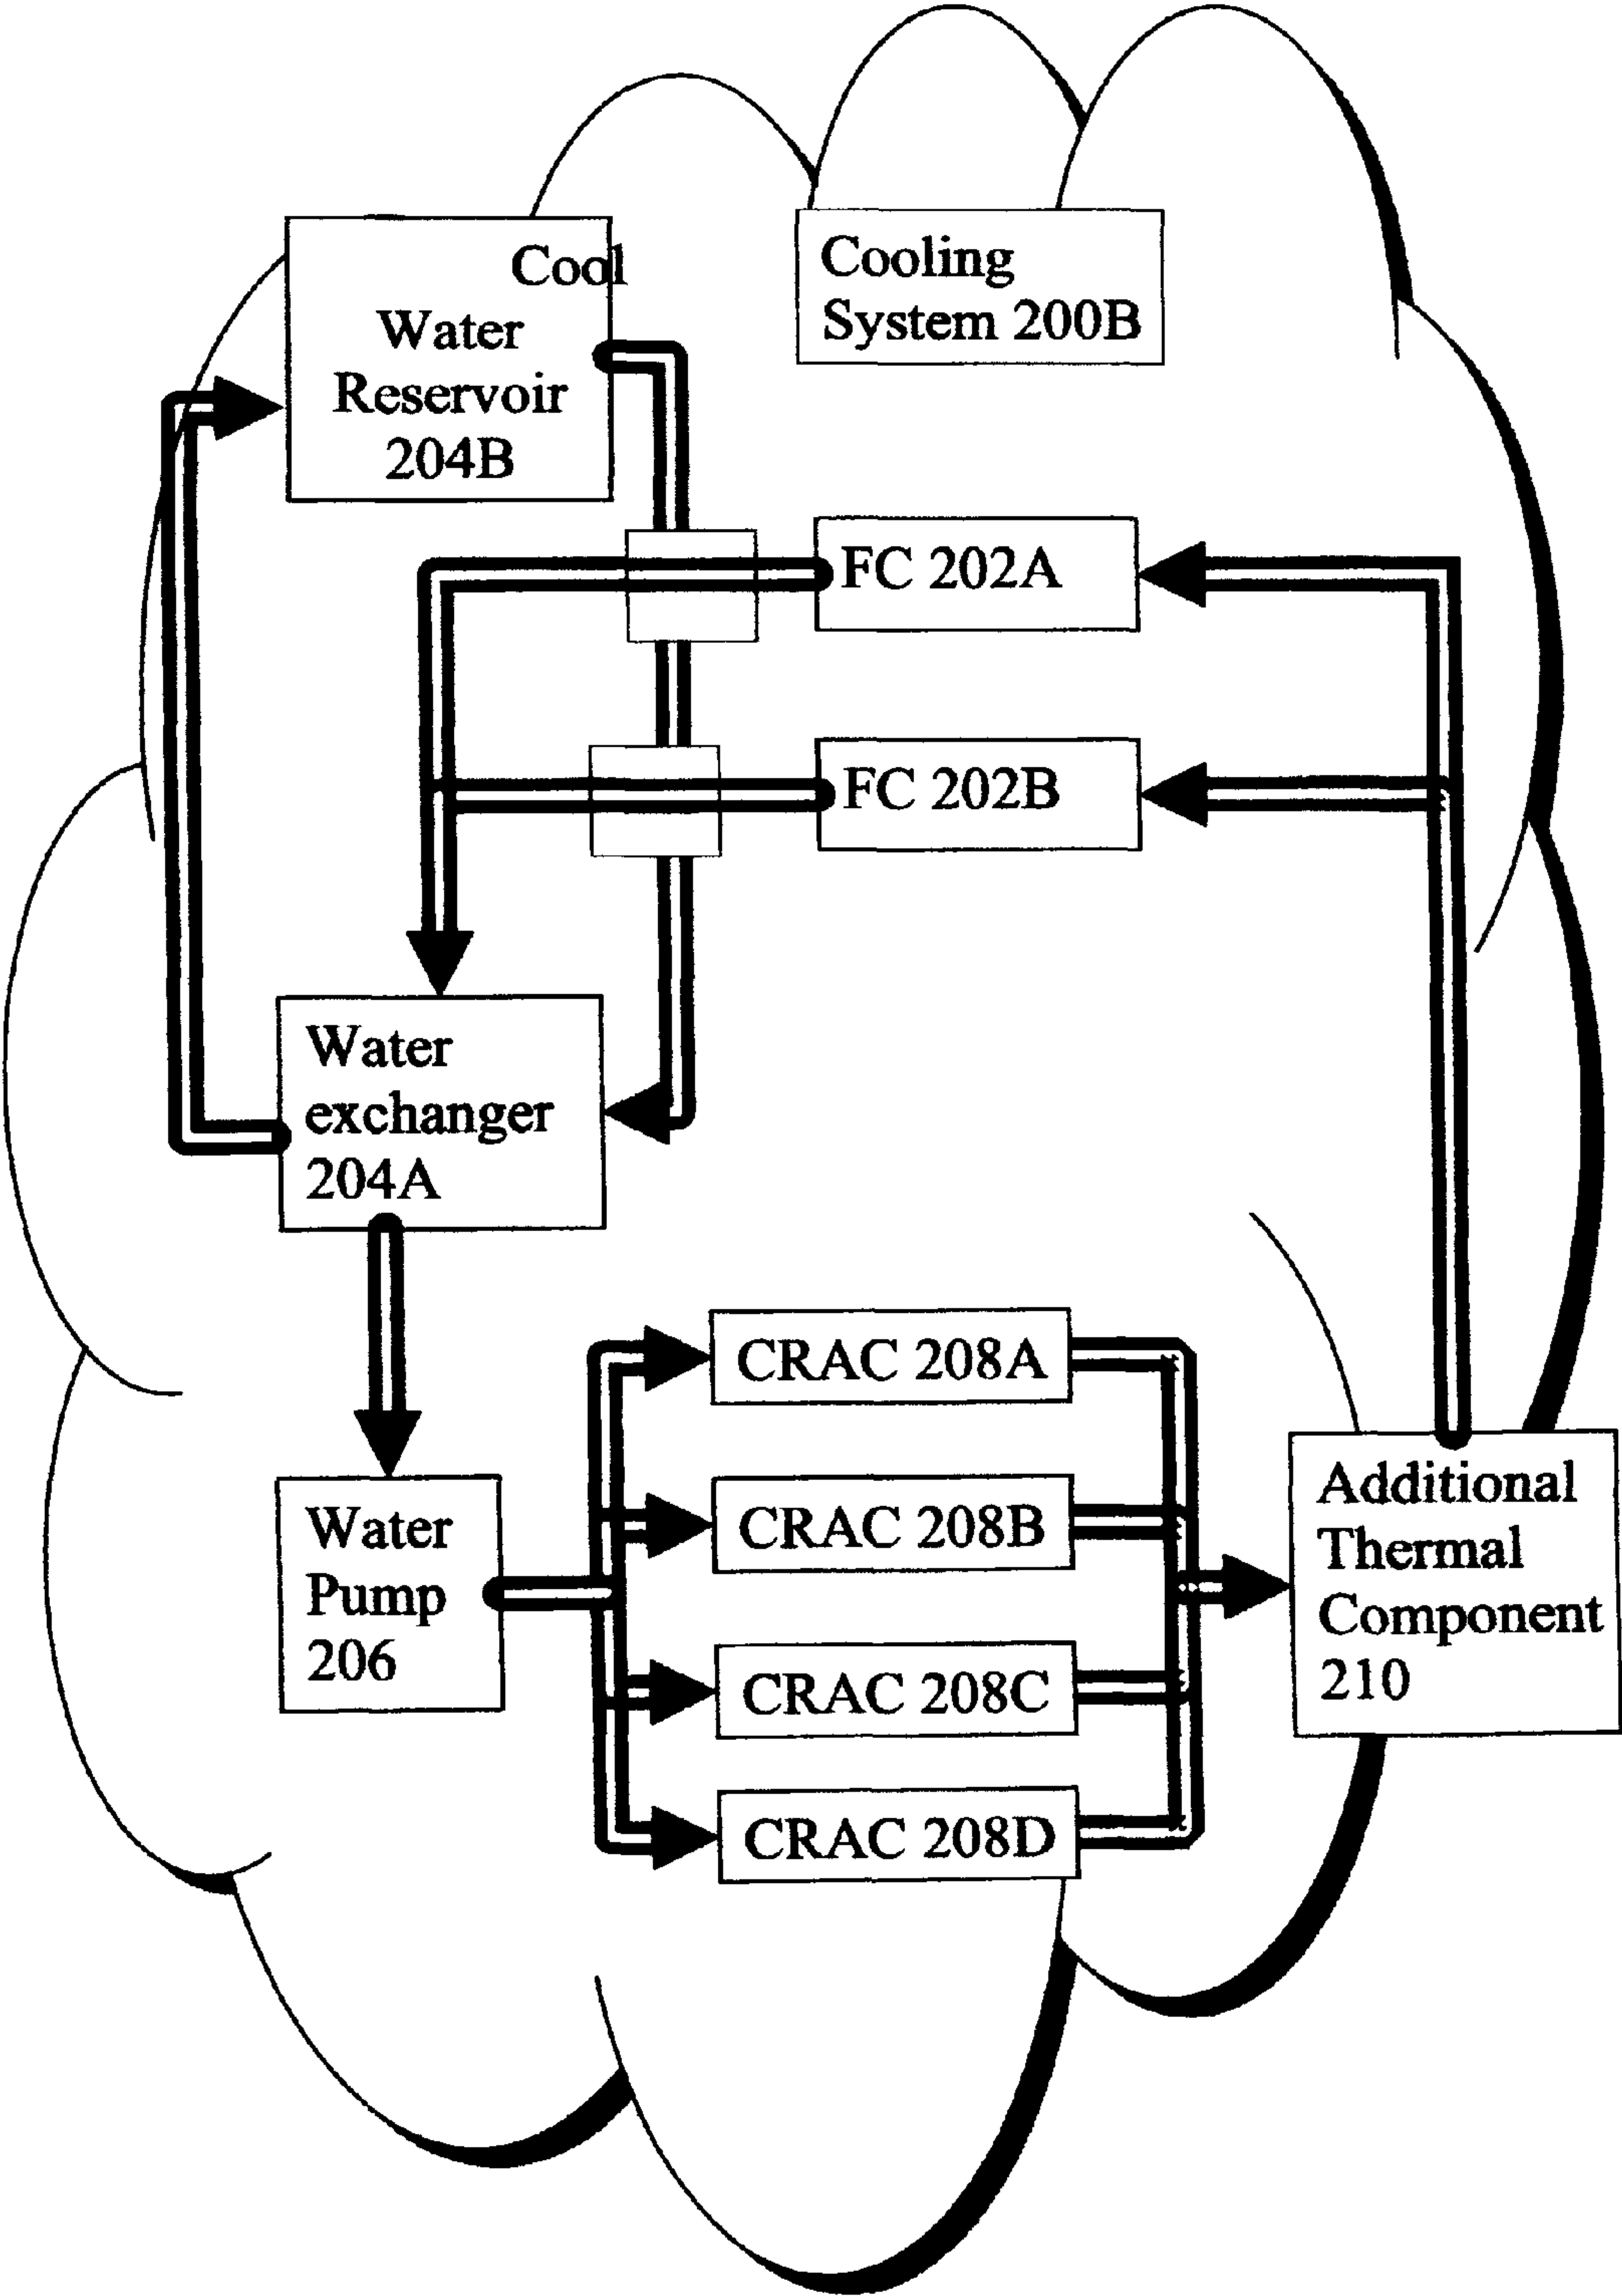 Cool
Water
Reservoir
204B
Cooling
System 200B
FC 202A
FC 202B
Water
exchanger
204A
CRAC 208A
CRAC 208B
CRAC 208C
CRAC 208D
Water
Pump
206
Additional
Thermal
Component
210